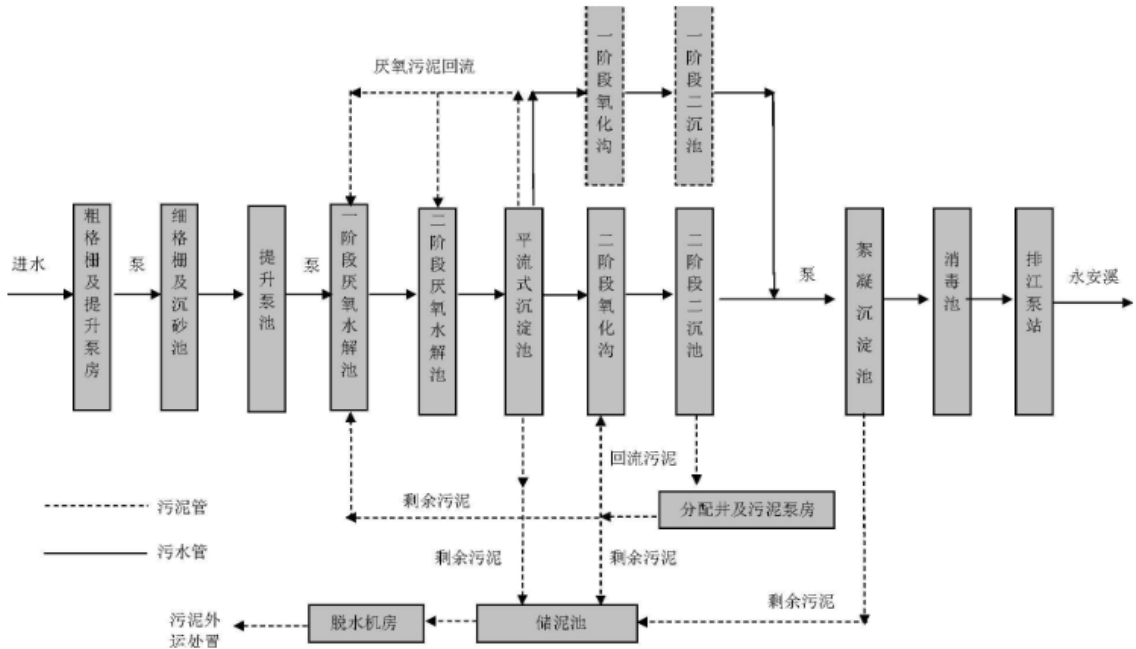 厌氧污泥回流
一阶段氧化沟
一阶段二沉池
进水
粗格栅及提升泵房
泵
细格栅及沉砂池
提升泵池
泵
一阶段厌氧水解池
二阶段厌氧水解池
平流式沉淀池
二阶段氧化沟
二阶段二沉池
泵
絮凝沉淀池
消毒池
排江泵站
永安溪
回流污泥
污泥管
剩余污泥
分配井及污泥泵房
污水管
剩余污泥
剩余污泥
剩余污泥
污泥外
运处置
脱水机房
储泥池